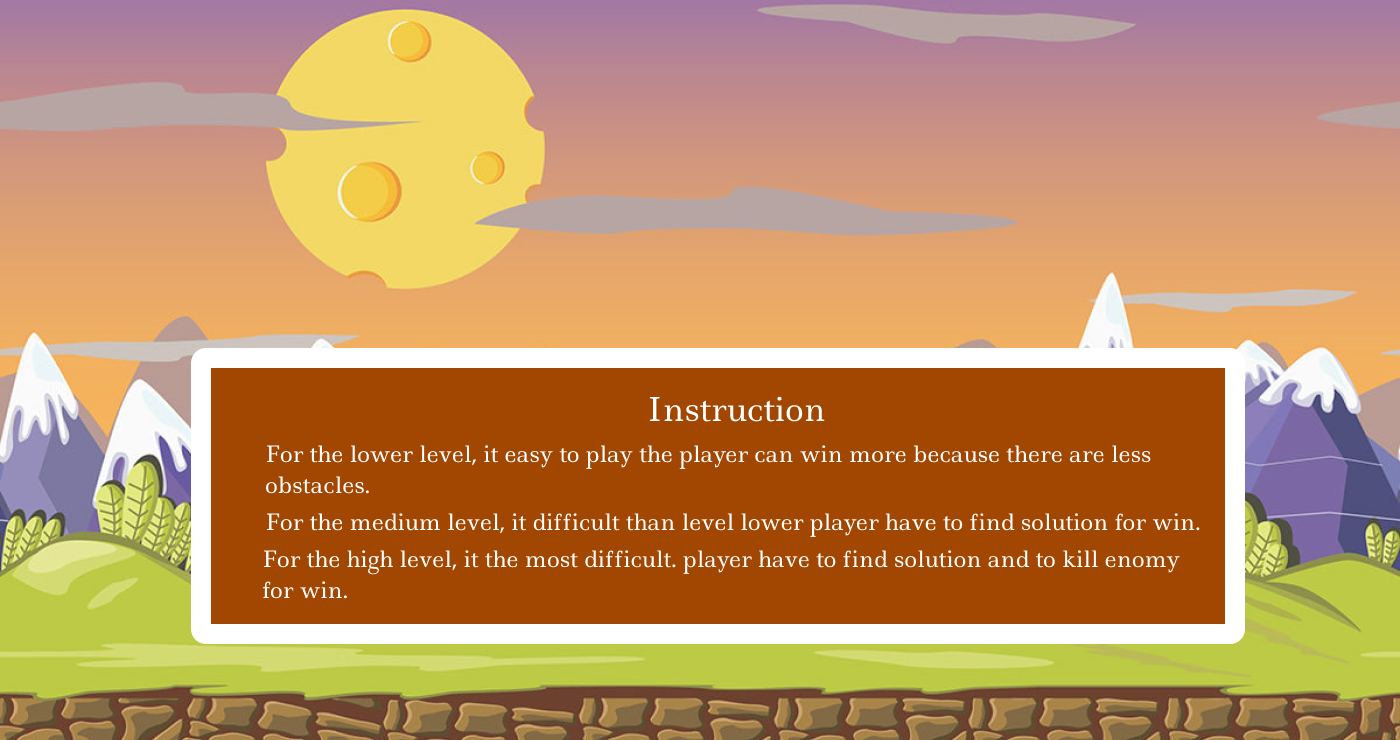 Instruction
For the lower level, it easy to play the player can win more because there are less
obstacles.
For the medium level, it difficult than level lower player have to find solution for win.
For the high level, it the most difficult. player have to find solution and to kill enomy
for win.